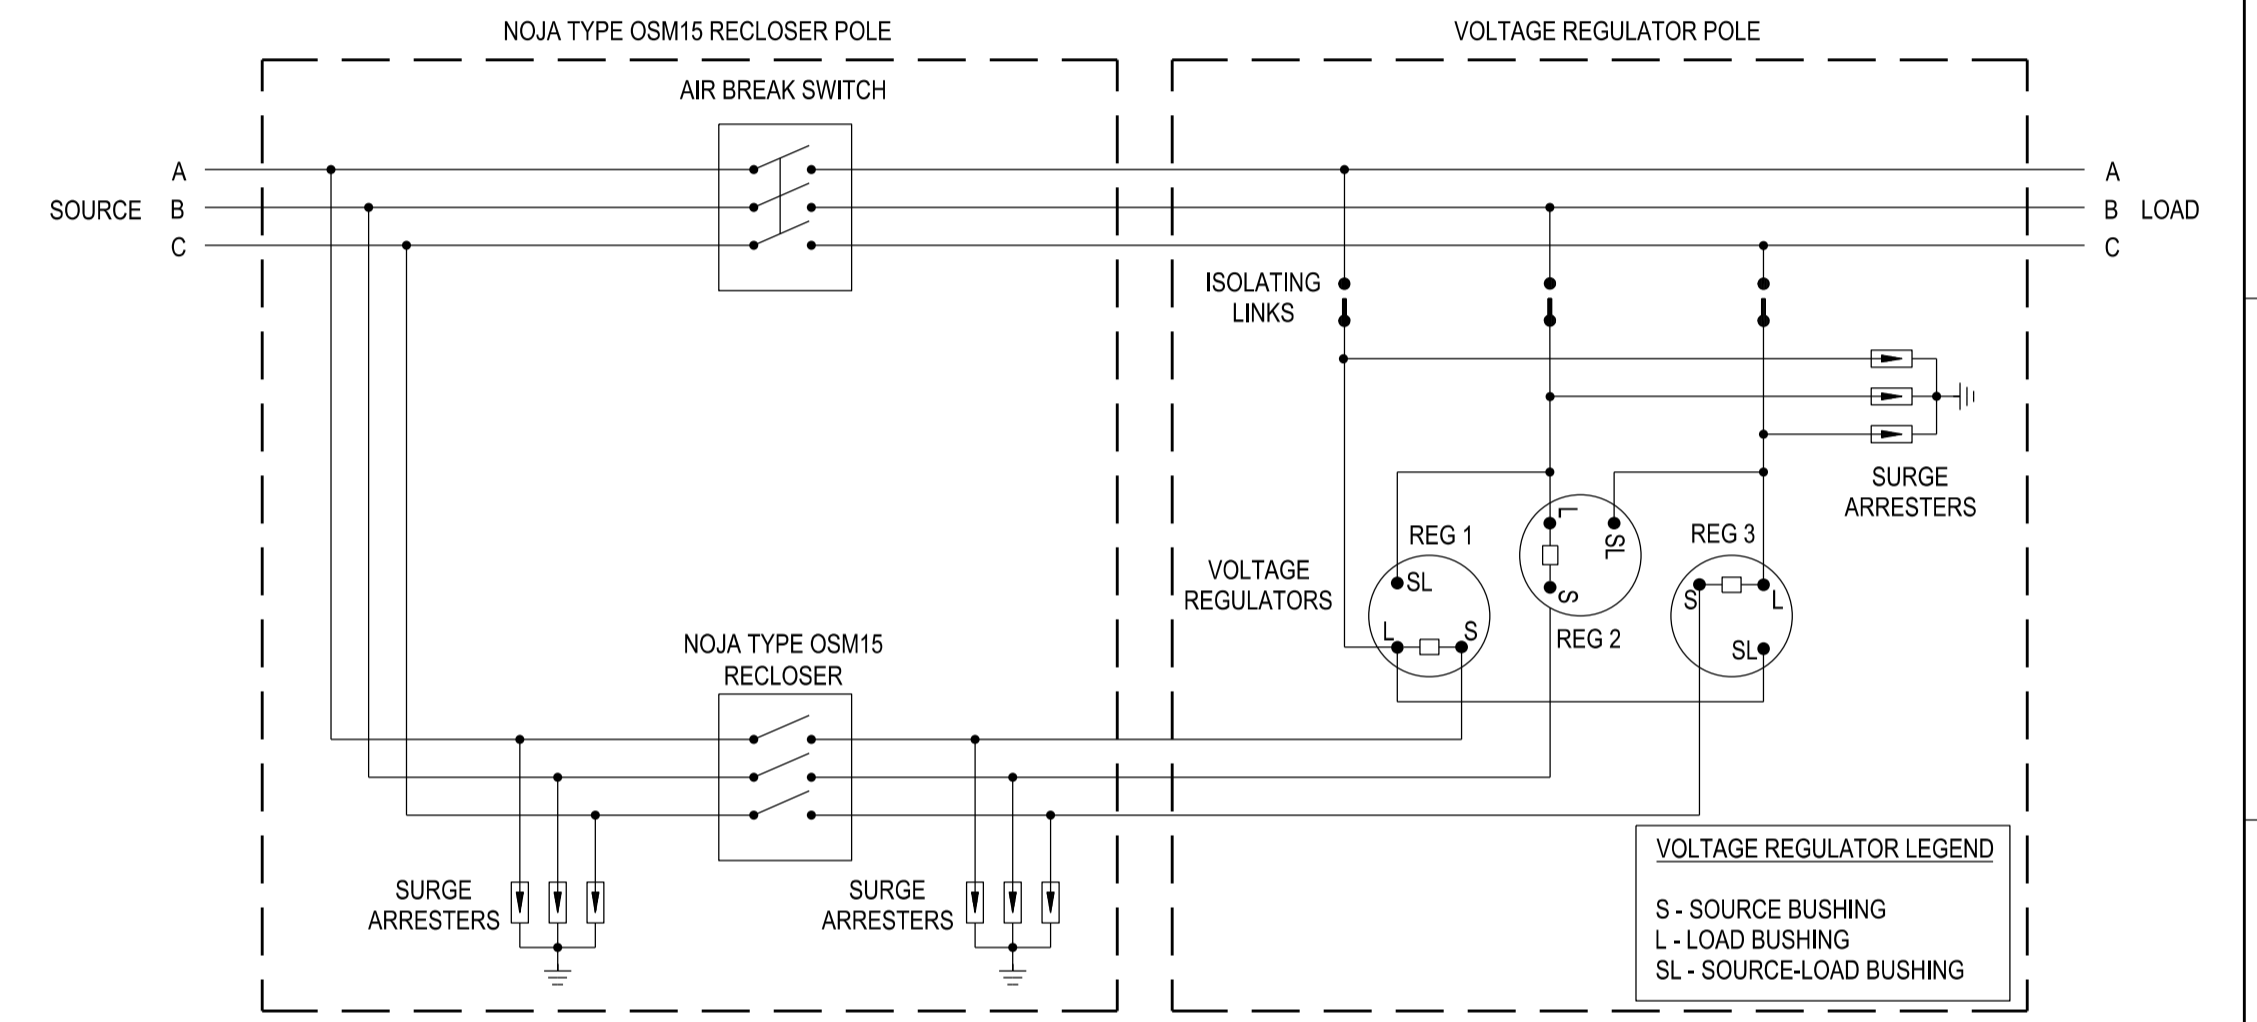 NOJA TYPE OSM15 RECLOSER POLE
VOLTAGE REGULATOR POLE
AIR BREAK SWITCH
A
SOURCE B
C
A
B LOAD
C
ISOLATING
LINKS
SURGE
ARRESTERS
VOLTAGE
REGULATORS
REG 1
SL
L S
L
SL
S
REG 2
REG 3
S L
SL
NOJA TYPE OSM15
RECLOSER
SURGE
ARRESTERS
SURGE
ARRESTERS
VOLTAGE REGULATOR LEGEND
S - SOURCE BUSHING
L - LOAD BUSHING
SL - SOURCE-LOAD BUSHING